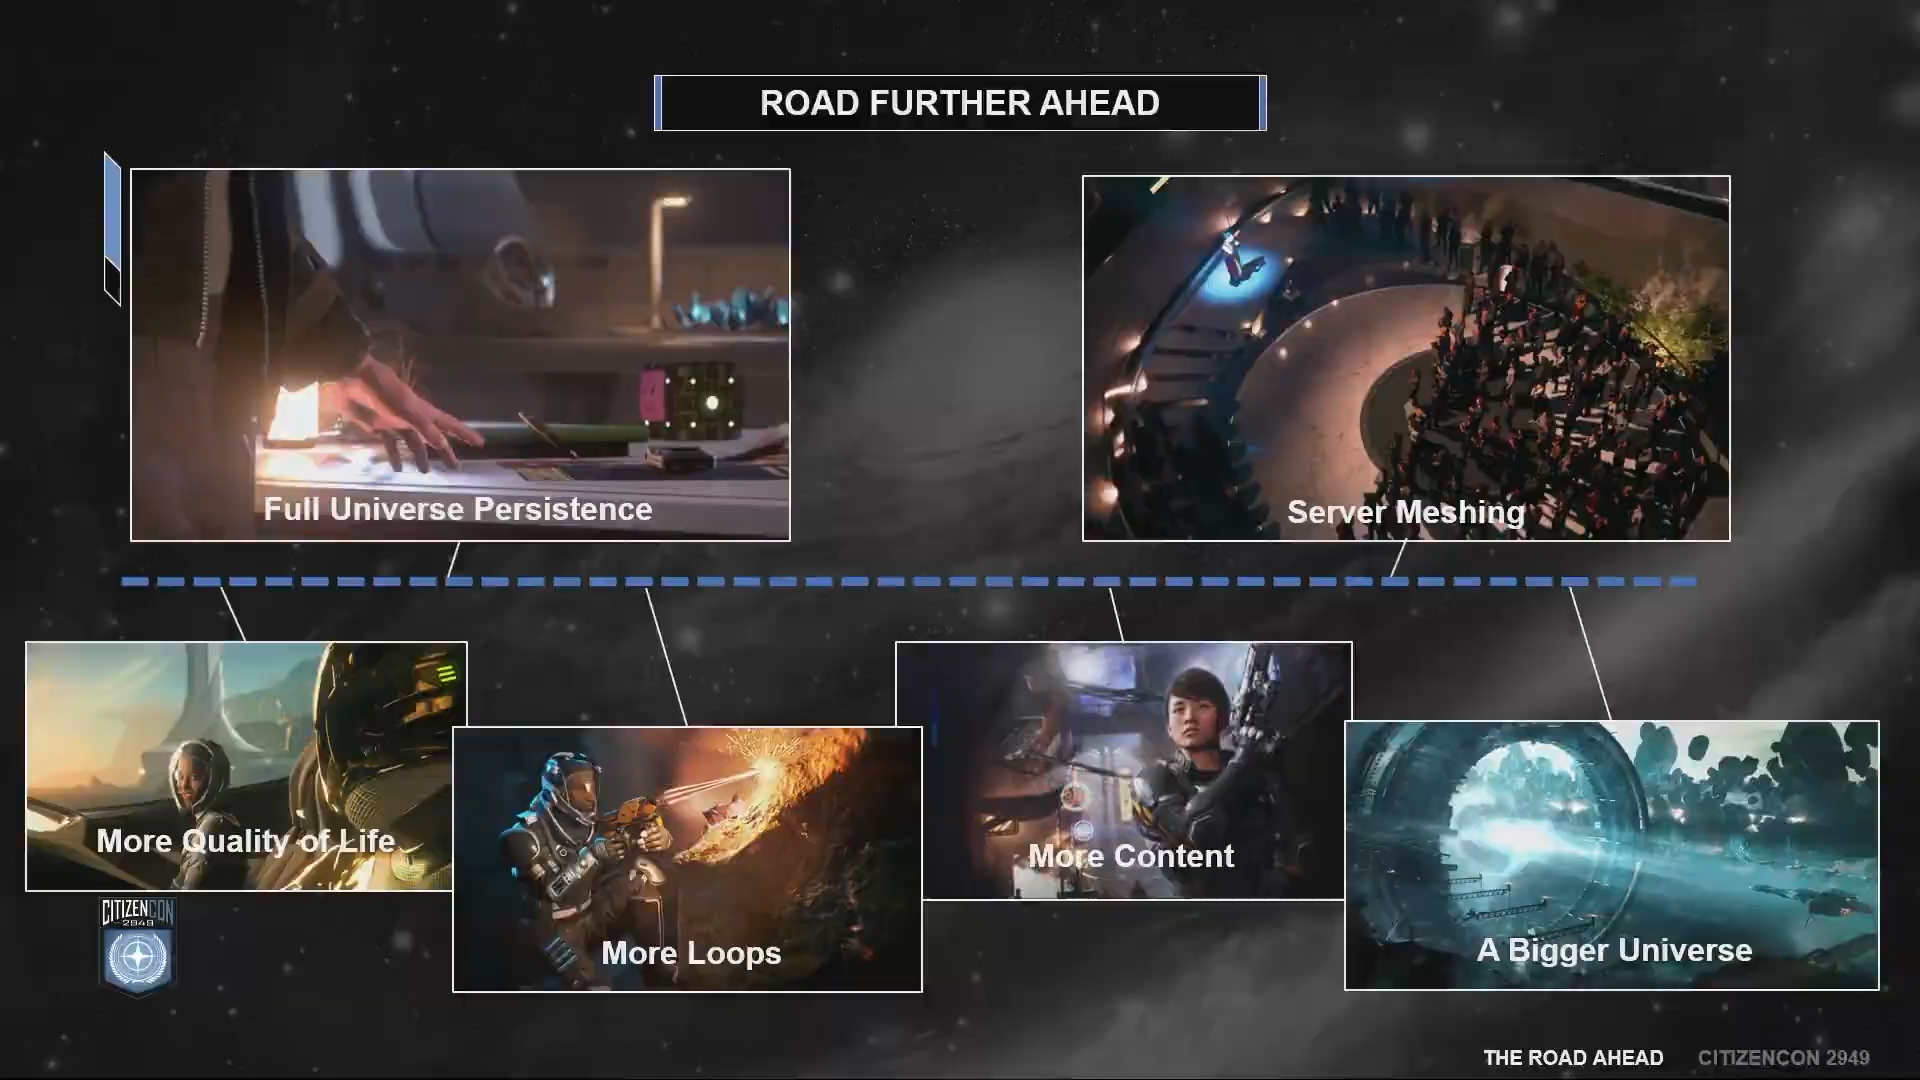 ROAD FURTHER AHEAD
Full Universe Persistence
Server Meshing
More Quality of Life
More Loops
More Content
A Bigger Universe
CITIZENCON
2949
THE ROAD AHEAD CITIZENCON 2949